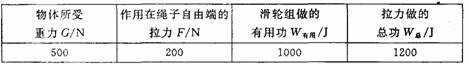 物体所受 作用在绳子自由端的 滑轮组做的 拉力做的
重力G/N 拉力F/N 有用功W有用/J 总功W总/J
500 200 1000 1200